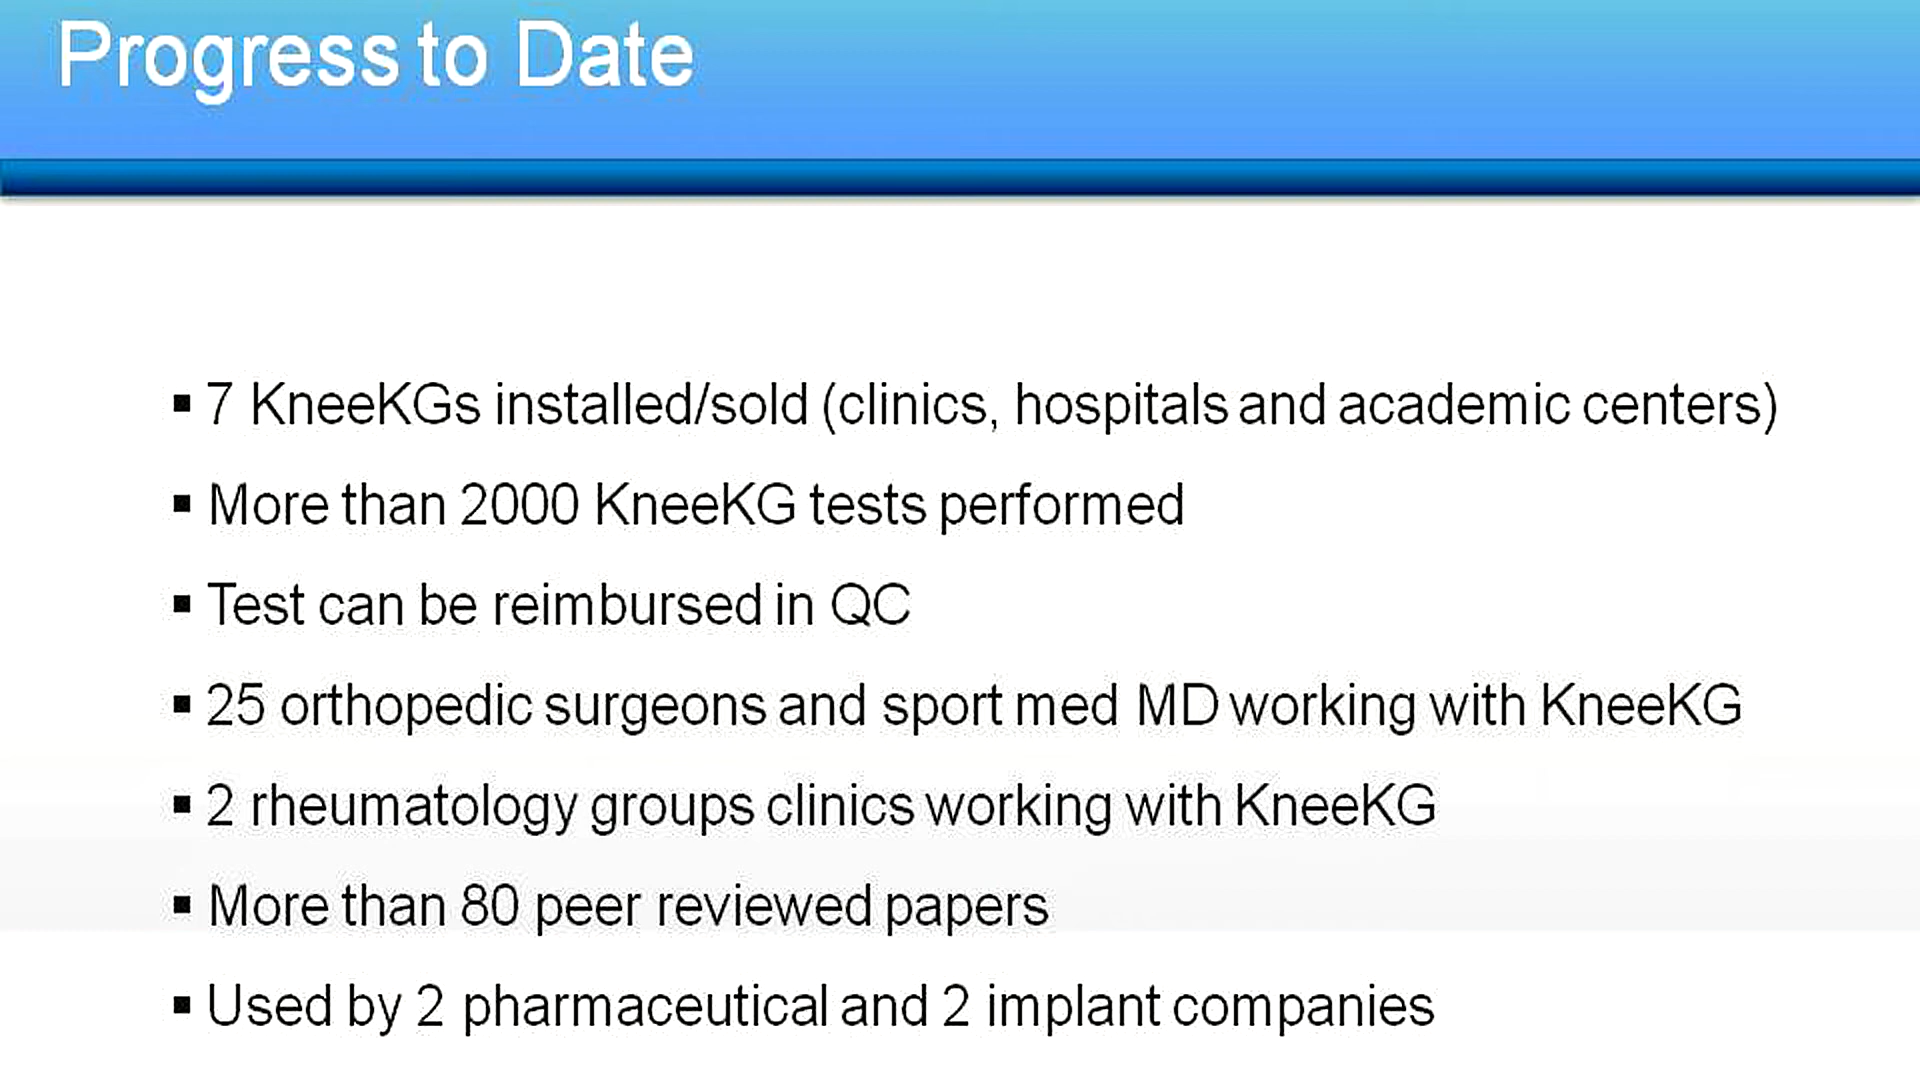 Progress to Date
▪ 7 KneeKGs installed/sold (clinics, hospitals and academic centers)
▪ More than 2000 KneeKG tests performed
▪ Test can be reimbursed in QC
▪ 25 orthopedic surgeons and sport med MD working with KneeKG
▪ 2 rheumatology groups clinics working with KneeKG
▪ More than 80 peer reviewed papers
▪ Used by 2 pharmaceutical and 2 implant companies